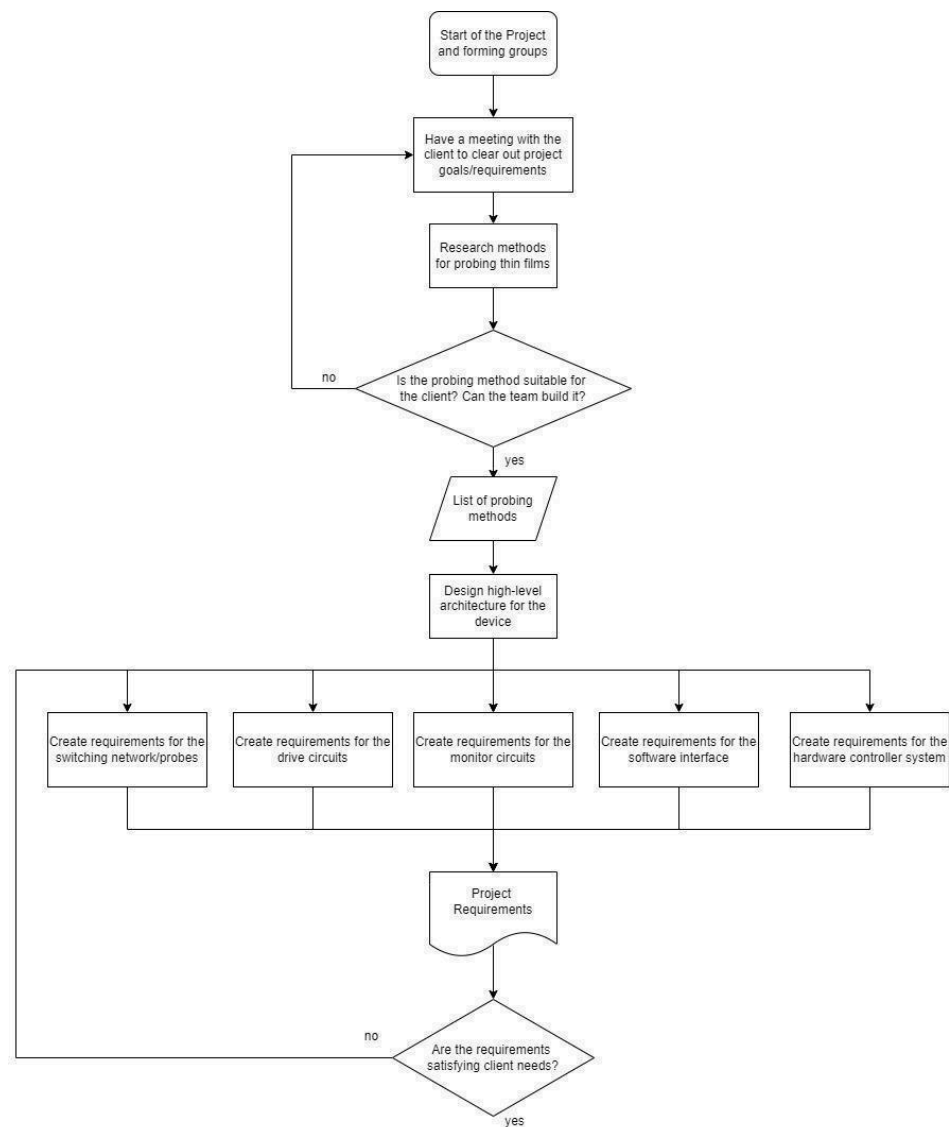 Start of the Project
and forming groups
Have a meeting with the
client to clear out project
goals/requirements
Research methods
for probing thin films
no
Is the probing method suitable for
the client? Can the team build it?
yes
List of probing
methods
Design high-level
architecture for the
device
Create requirements for the
switching network/probes
Create requirements for the
drive circuits
Create requirements for the
monitor circuits
Create requirements for the
software interface
Create requirements for the
hardware controller system
Project
Requirements
no
Are the requirements
satisfying client needs?
yes